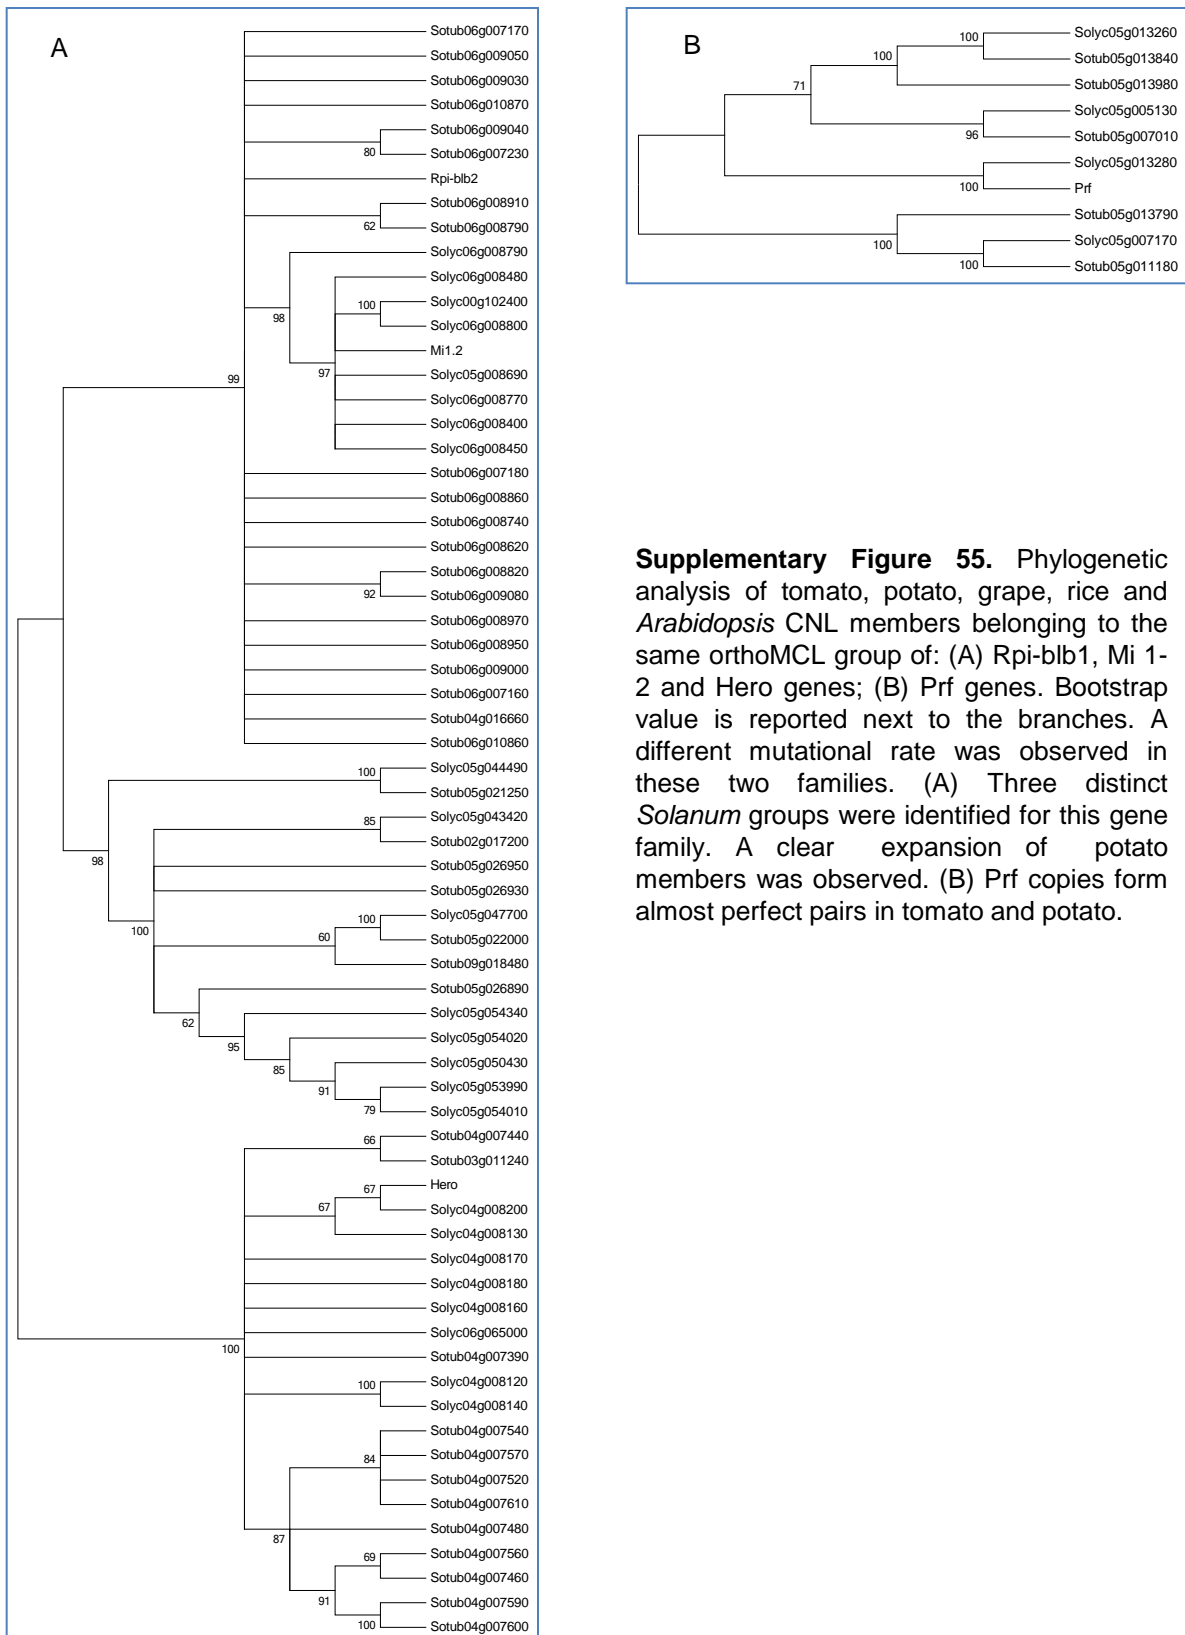 A
Sotub06g007170
Sotub06g009050
Sotub06g009030
Sotub06g010870
Sotub06g009040
80
Sotub06g007230
Rpi-blb2
Sotub06g008910
62
Sotub06g008790
Solyc06g008790
Solyc06g008480
100
Solyc00g102400
98
Solyc06g008800
Mi1.2
97
Solyc05g008690
99
Solyc06g008770
Solyc06g008400
Solyc06g008450
Sotub06g007180
Sotub06g008860
Sotub06g008740
Sotub06g008620
Sotub06g008820
92
Sotub06g009080
Sotub06g008970
Sotub06g008950
Sotub06g009000
Sotub06g007160
Sotub04g016660
Sotub06g010860
Solyc05g044490
100
Sotub05g021250
Solyc05g043420
85
Sotub02g017200
98
Sotub05g026950
Sotub05g026930
Solyc05g047700
100
100
Sotub05g022000
60
Sotub09g018480
Sotub05g026890
62
Solyc05g054340
95
Solyc05g054020
85
Solyc05g050430
91
Solyc05g053990
79
Solyc05g054010
Sotub04g007440
66
Sotub03g011240
Hero
67
Solyc04g008200
67
Solyc04g008130
Solyc04g008170
Solyc04g008180
Solyc04g008160
Solyc06g065000
100
Sotub04g007390
Solyc04g008120
100
Solyc04g008140
Sotub04g007540
84
Sotub04g007570
Sotub04g007520
Sotub04g007610
Sotub04g007480
87
Sotub04g007560
69
Sotub04g007460
91
Sotub04g007590
100
Sotub04g007600
B
Solyc05g013260
100
Sotub05g013840
100
Sotub05g013980
71
Solyc05g005130
96
Sotub05g007010
Solyc05g013280
100
Prf
Sotub05g013790
100
Solyc05g007170
100
Sotub05g011180
Supplementary Figure 55. Phylogenetic
analysis of tomato, potato, grape, rice and
Arabidopsis CNL members belonging to the
same orthoMCL group of: (A) Rpi-blb1, Mi 1-
2 and Hero genes; (B) Prf genes. Bootstrap
value is reported next to the branches. A
different mutational rate was observed in
these two families. (A) Three distinct
Solanum groups were identified for this gene
family. A clear expansion of potato
members was observed. (B) Prf copies form
almost perfect pairs in tomato and potato.